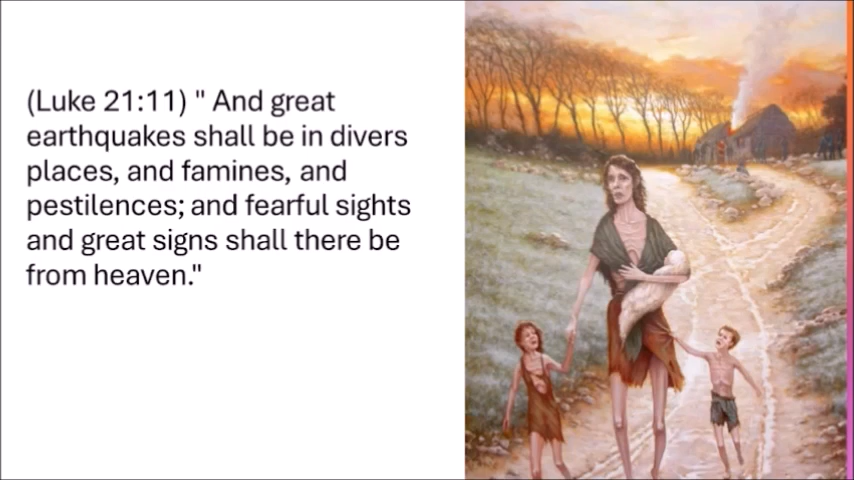 (Luke 21:11) " And great
earthquakes shall be in divers
places, and famines, and
pestilences; and fearful sights
and great signs shall there be
from heaven."